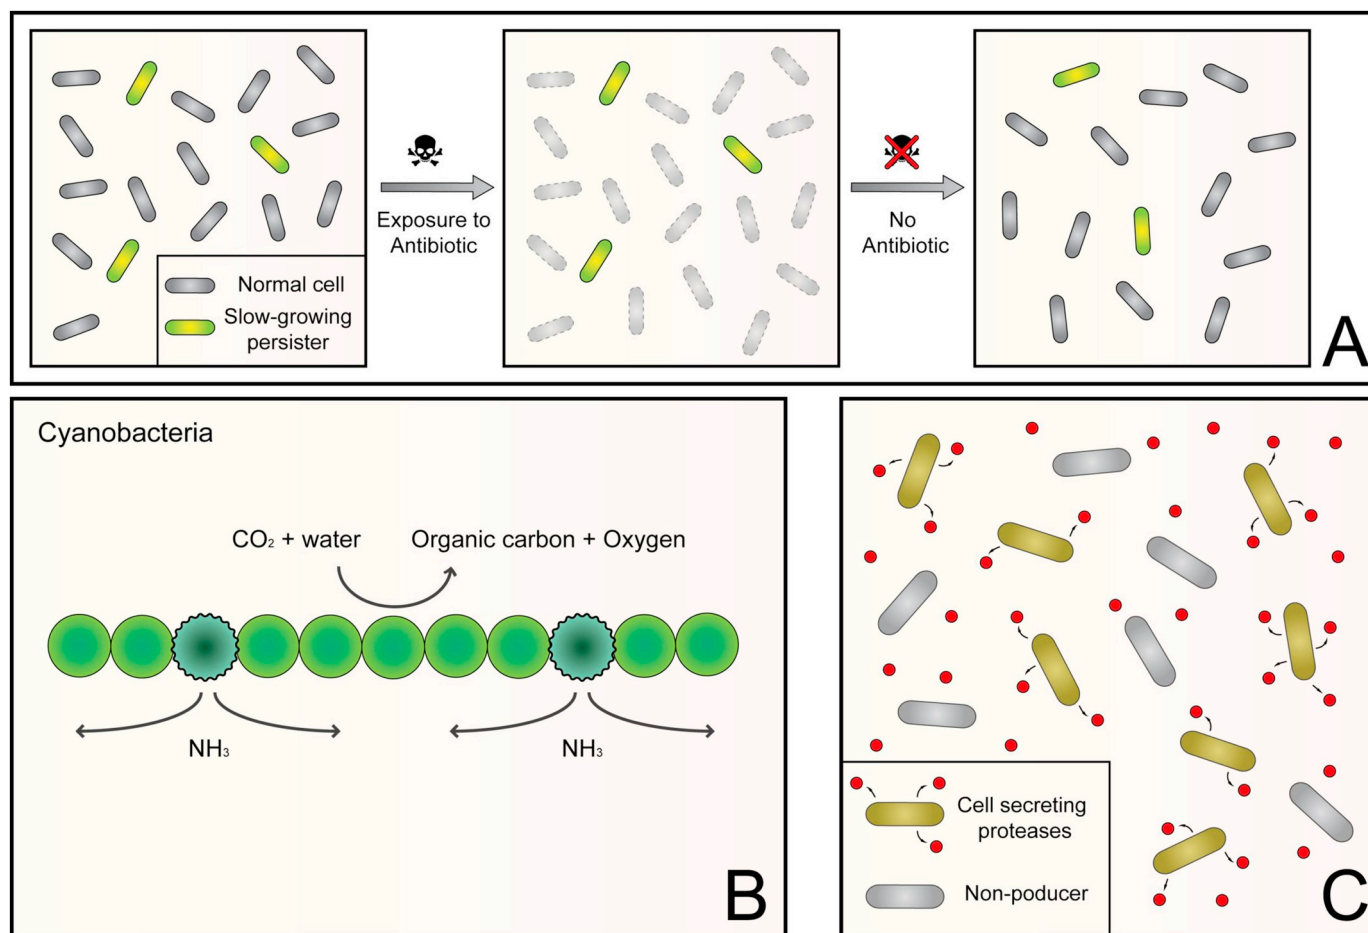 Normal cell
Slow-growing
persister
Exposure to
Antibiotic
No
Antibiotic
A
Cyanobacteria
CO₂ + water
Organic carbon + Oxygen
NH₃
NH₃
B
Cell secreting
proteases
Non-poducer
C